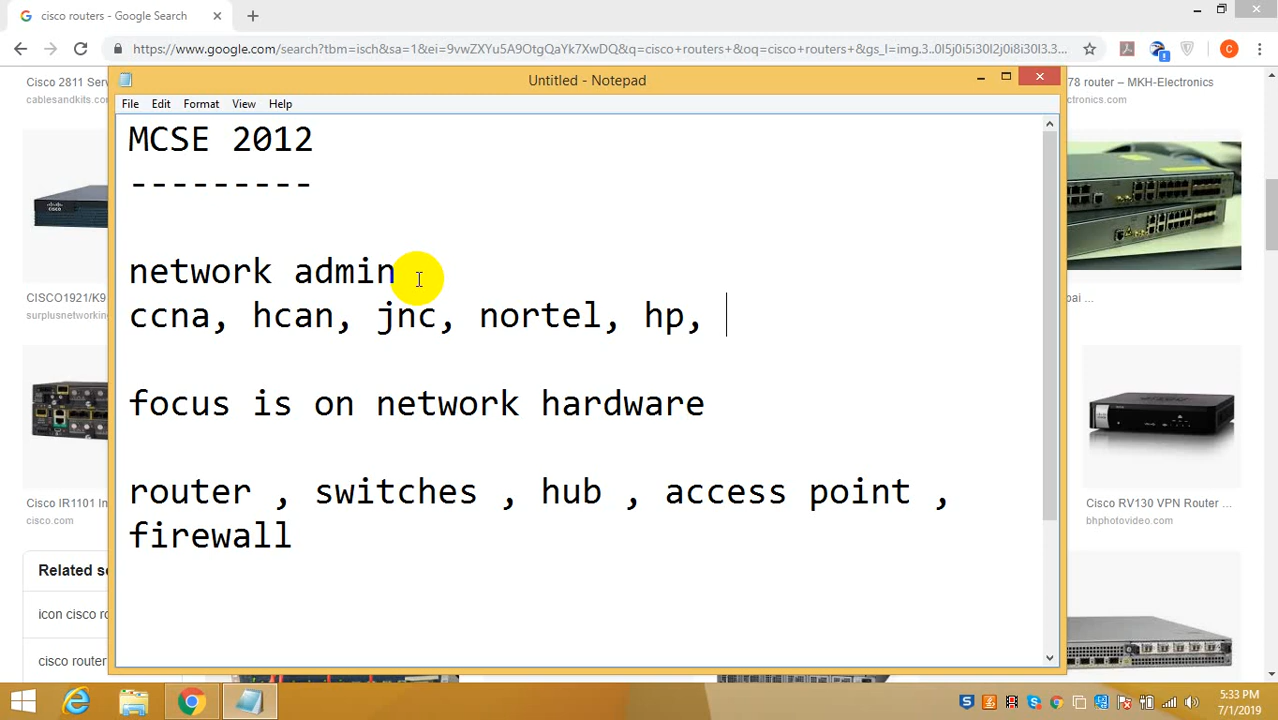 cisco routers - Google Search
https://www.google.com/search?tbm=isch&sa=1&ei=9vwZXYu5A9OtgQaYk7XwDQ&q=cisco+routers+&oq=cisco+routers+&gs_l=img.3..0l5j0i5i30l2j0i8i30l3.
Cisco 2811 Serv
cablesandkits.con
78 router – MKH-Electronics
ctronics.com
Untitled - Notepad
File Edit Format View Help
MCSE 2012
---------
network admin
ccna, hcan, jnc, nortel, hp,
focus is on network hardware
router , switches , hub , access point ,
firewall
CISCO1921/K9
surplusnetworking
bai ...
Cisco IR1101 In
cisco.com
Cisco RV130 VPN Router ...
bhphotovideo.com
Related se
icon cisco ro
cisco router
5:33 PM
7/1/2019